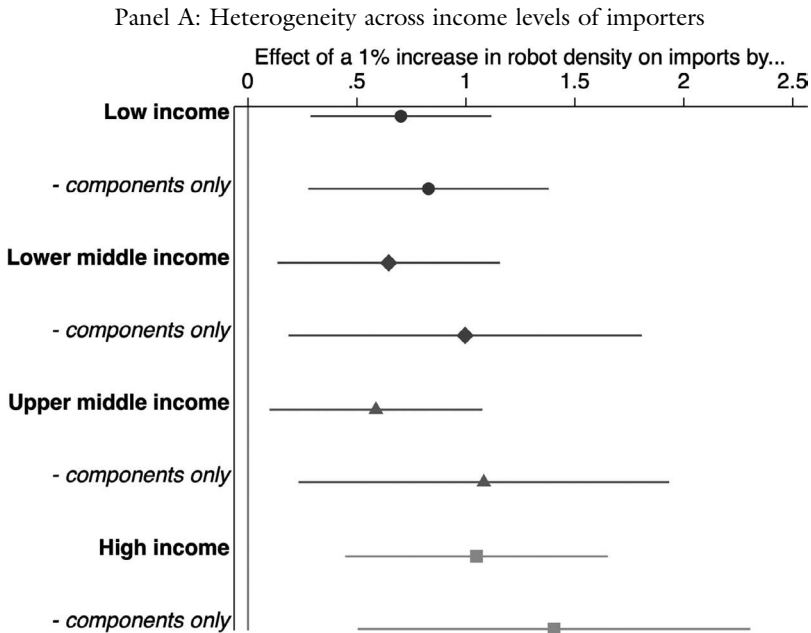 Panel A: Heterogeneity across income levels of importers
Effect of a 1% increase in robot density on imports by...
0 .5 1 1.5 2 2.5
Low income
- components only
Lower middle income
- components only
Upper middle income
- components only
High income
- components only